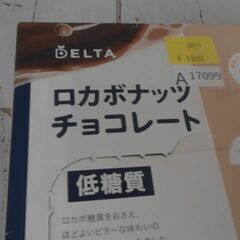 DELTA
A 17099
ロカボナッツ
チョコレート
低糖質
ロカボ糖質をおさえ、
ほどよいビターな味わいの